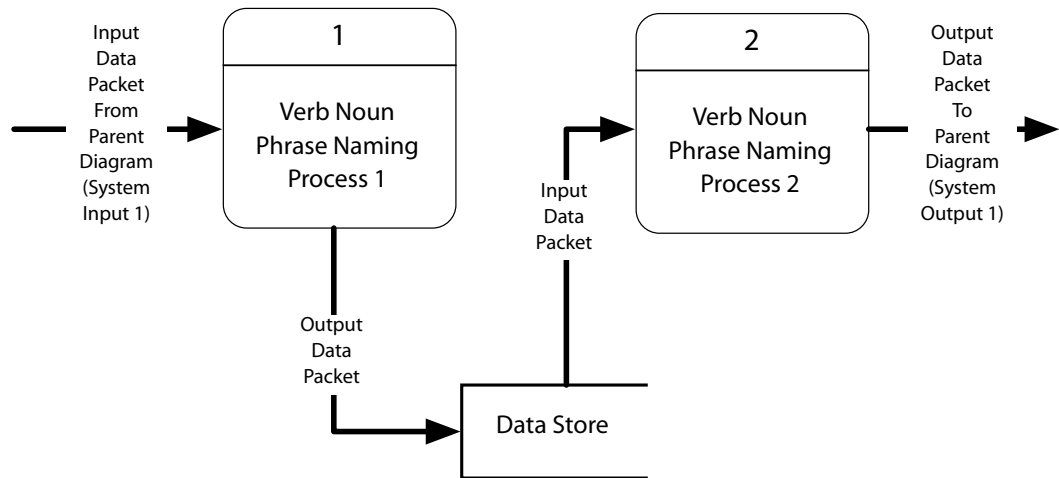 Input
Data
Packet
From
Parent
Diagram
(System
Input 1)
1
Verb Noun
Phrase Naming
Process 1
Output
Data
Packet
Data Store
Input
Data
Packet
2
Verb Noun
Phrase Naming
Process 2
Output
Data
Packet
To
Parent
Diagram
(System
Output 1)